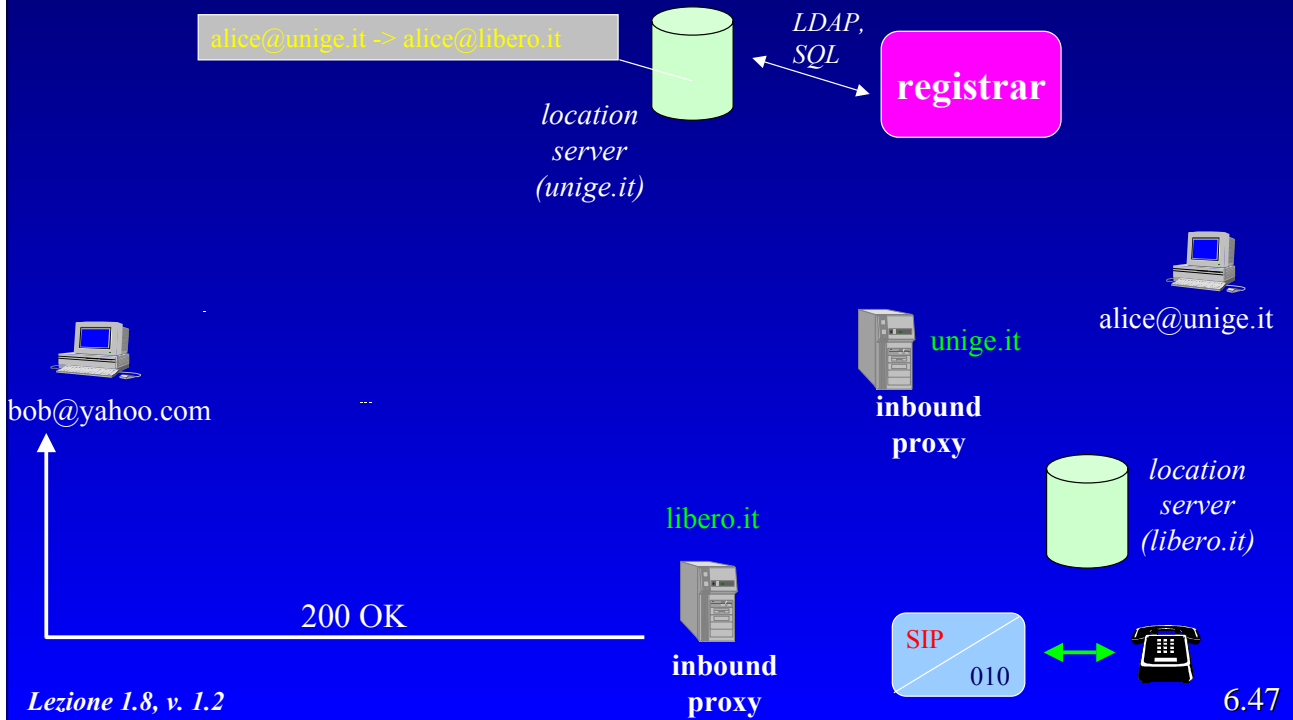 alice@unige.it -> alice@libero.it
LDAP,
SQL
registrar
location
server
(unige.it)
alice@unige.it
unige.it
inbound
proxy
bob@yahoo.com
location
server
(libero.it)
libero.it
200 OK
inbound
proxy
SIP
010
Lezione 1.8, v. 1.2
6.47